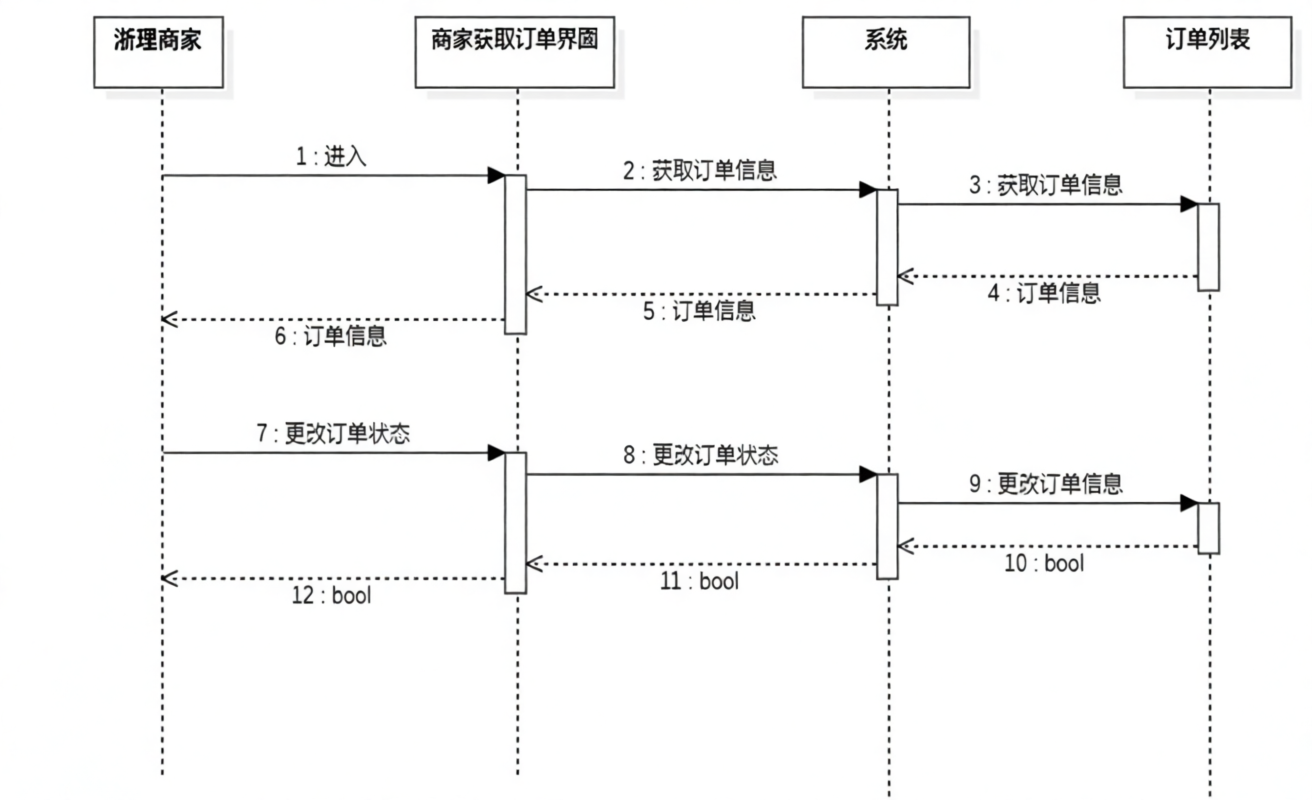 浙理商家
商家获取订单界面
系统
订单列表
1 : 进入
2 : 获取订单信息
3 : 获取订单信息
4 : 订单信息
5 : 订单信息
6 : 订单信息
7 : 更改订单状态
8 : 更改订单状态
9 : 更改订单信息
10 : bool
11 : bool
12 : bool